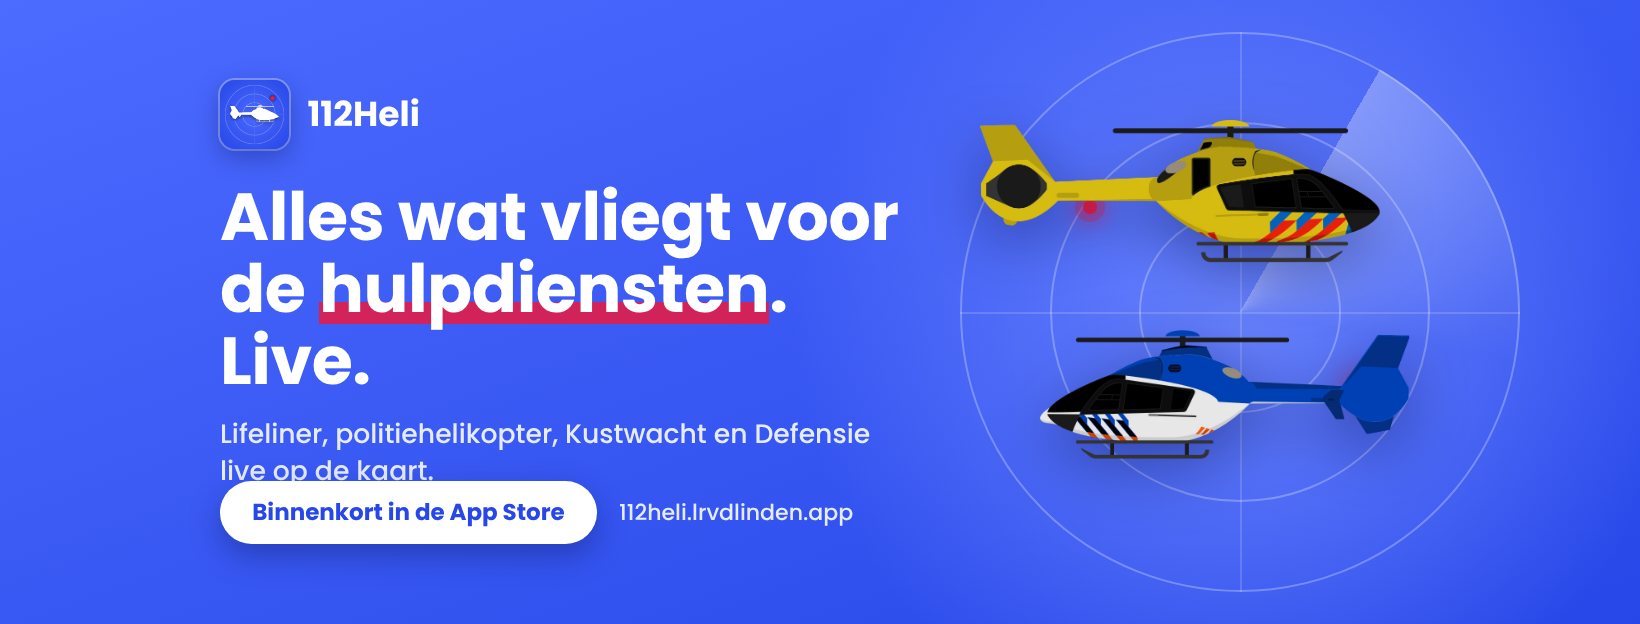 112Heli
Alles wat vliegt voor
de hulpdiensten.
Live.
Lifeliner, politiehelikopter, Kustwacht en Defensie
live op de kaart.
Binnenkort in de App Store
112heli.lrvdlinden.app